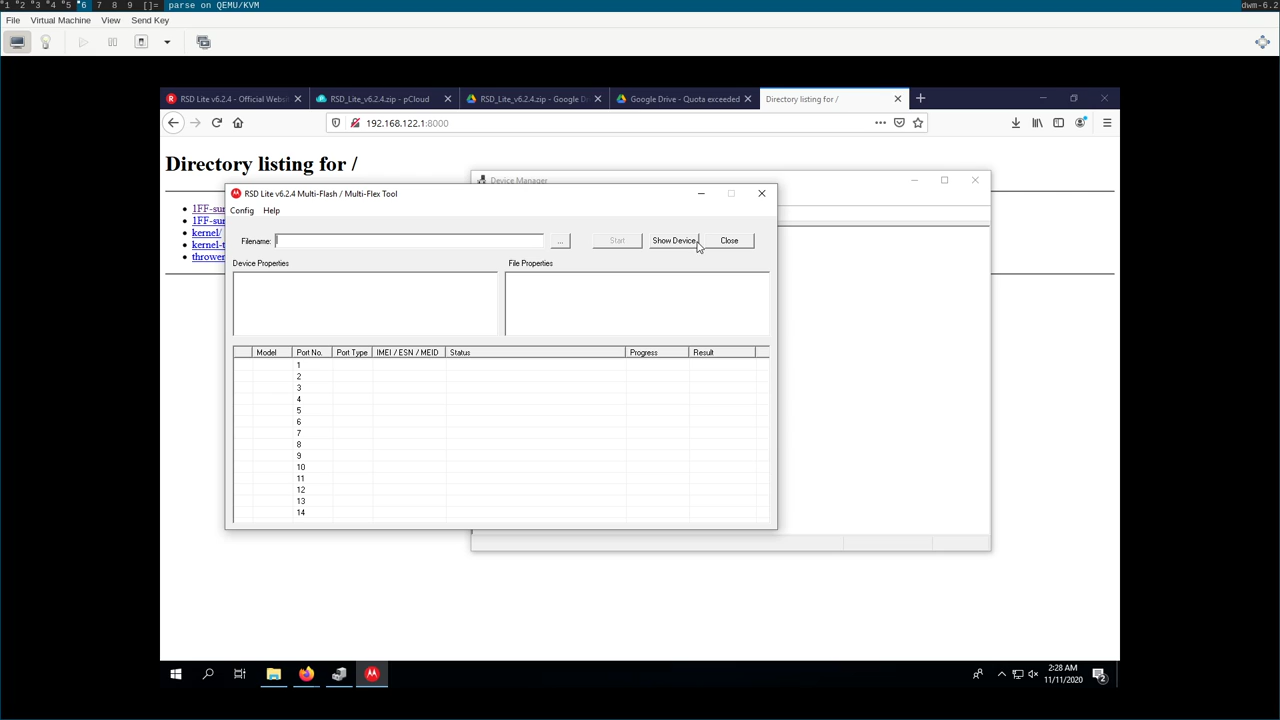 1 2 3 4 5 6 7 8 9 []= parse on QEMU/KVM dwm-6.2
File Virtual Machine View Send Key
RSD Lite v6.2.4 - Official Websi
RSD_Lite_v6.2.4.zip - pCloud
RSD_Lite_v6.2.4.zip - Google D
Google Drive - Quota exceeded
Directory listing for /
192.168.122.1:8000
Directory listing for /
1FF-su
1FF-su
kernel/
kernel-t
throwe
Device Manager
RSD Lite v6.2.4 Multi-Flash / Multi-Flex Tool
Config Help
Filename: ... Start Show Device Close
Device Properties File Properties
Model Port No. Port Type IMEI / ESN / MEID Status Progress Result
1
2
3
4
5
6
7
8
9
10
11
12
13
14
2:28 AM
11/11/2020
2